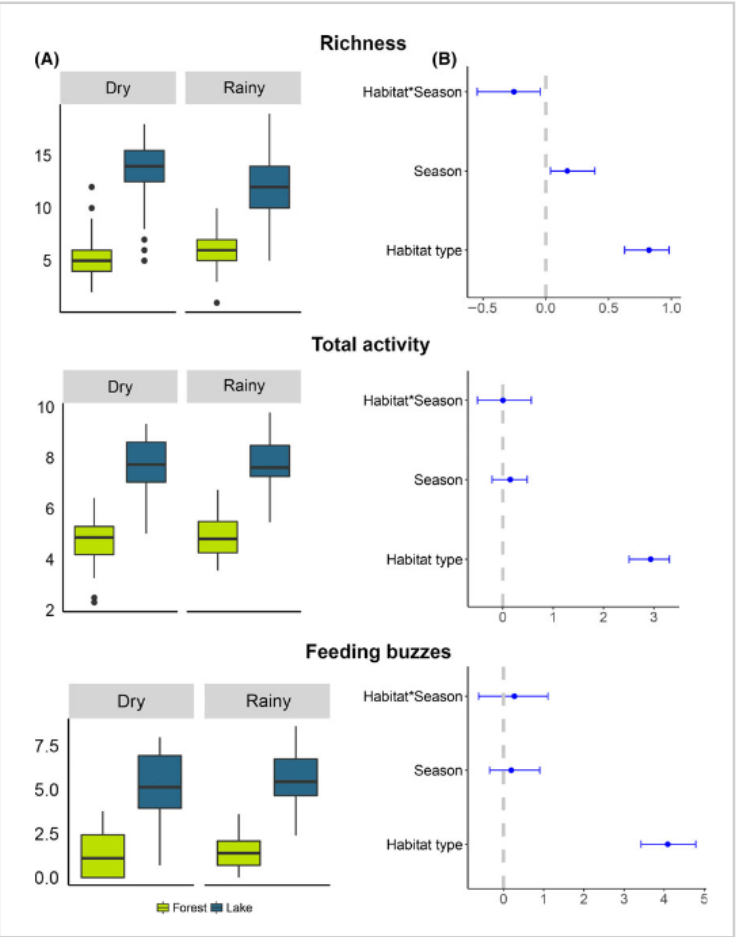 Richness
(A)
(B)
Dry Rainy
15
10
5
Habitat*Season
Season
Habitat type
−0.5 0.0 0.5 1.0
Total activity
Dry Rainy
10
8
6
4
2
Habitat*Season
Season
Habitat type
0 1 2 3
Feeding buzzes
Dry Rainy
7.5
5.0
2.5
0.0
Habitat*Season
Season
Habitat type
0 1 2 3 4 5
Forest Lake